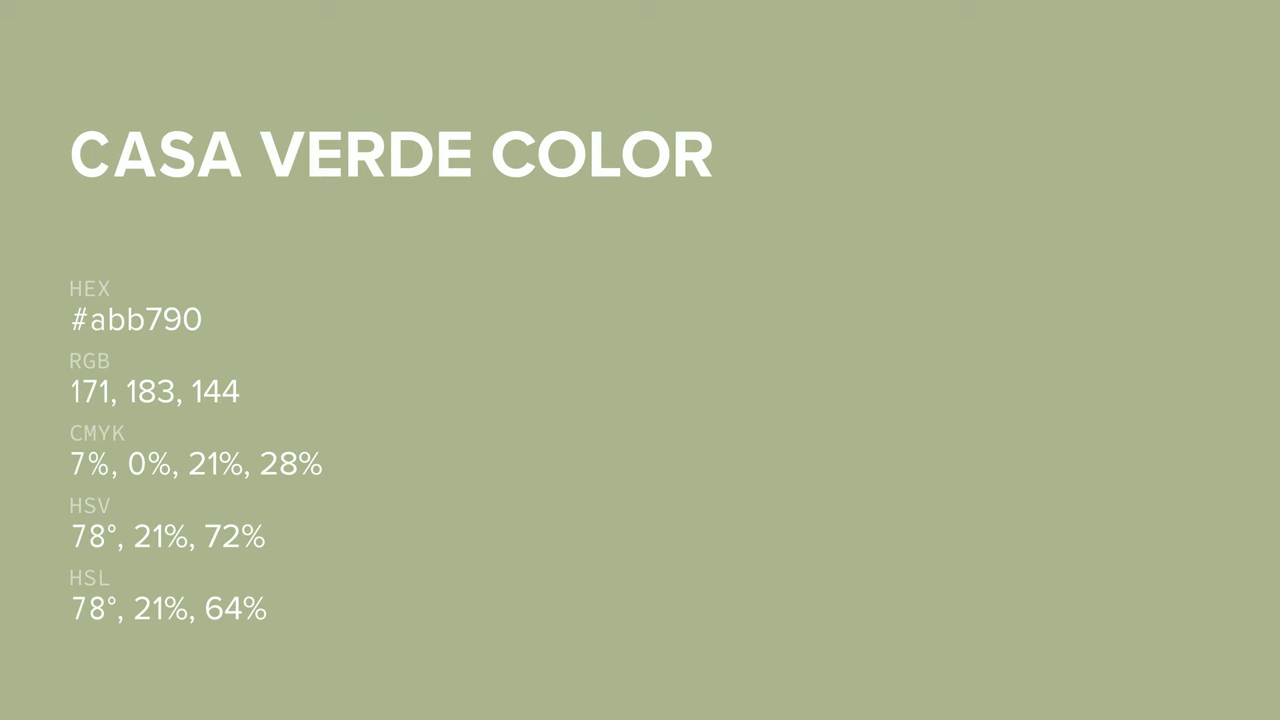 CASA VERDE COLOR
HEX
#abb790
RGB
171, 183, 144
CMYK
7%, 0%, 21%, 28%
HSV
78°, 21%, 72%
HSL
78°, 21%, 64%